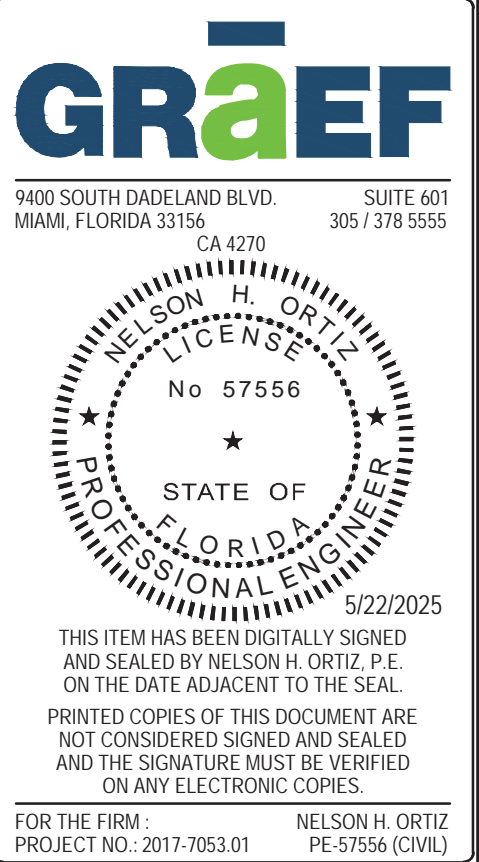 GRāEF
9400 SOUTH DADELAND BLVD. SUITE 601
MIAMI, FLORIDA 33156 305 / 378 5555
CA 4270
NELSON H. ORTIZ
LICENSE
No 57556
STATE OF
FLORIDA
PROFESSIONAL ENGINEER
5/22/2025
THIS ITEM HAS BEEN DIGITALLY SIGNED
AND SEALED BY NELSON H. ORTIZ, P.E.
ON THE DATE ADJACENT TO THE SEAL.
PRINTED COPIES OF THIS DOCUMENT ARE
NOT CONSIDERED SIGNED AND SEALED
AND THE SIGNATURE MUST BE VERIFIED
ON ANY ELECTRONIC COPIES.
FOR THE FIRM : NELSON H. ORTIZ
PROJECT NO.: 2017-7053.01 PE-57556 (CIVIL)